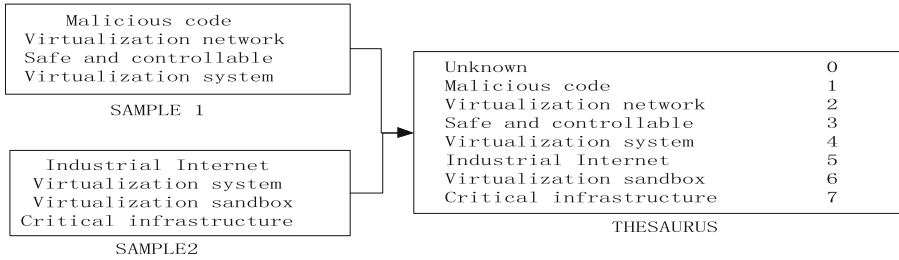 Malicious code
Virtualization network
Safe and controllable
Virtualization system
SAMPLE 1
Industrial Internet
Virtualization system
Virtualization sandbox
Critical infrastructure
SAMPLE2
Unknown 0
Malicious code 1
Virtualization network 2
Safe and controllable 3
Virtualization system 4
Industrial Internet 5
Virtualization sandbox 6
Critical infrastructure 7
THESAURUS